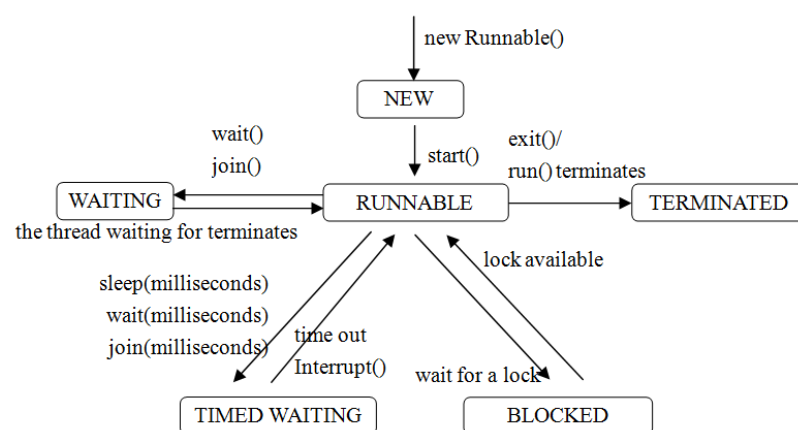 new Runnable()
NEW
wait()
join()
start()
exit()/
run() terminates
WAITING
RUNNABLE
TERMINATED
the thread waiting for terminates
lock available
sleep(milliseconds)
wait(milliseconds)
join(milliseconds)
time out
Interrupt()
wait for a lock
TIMED WAITING
BLOCKED